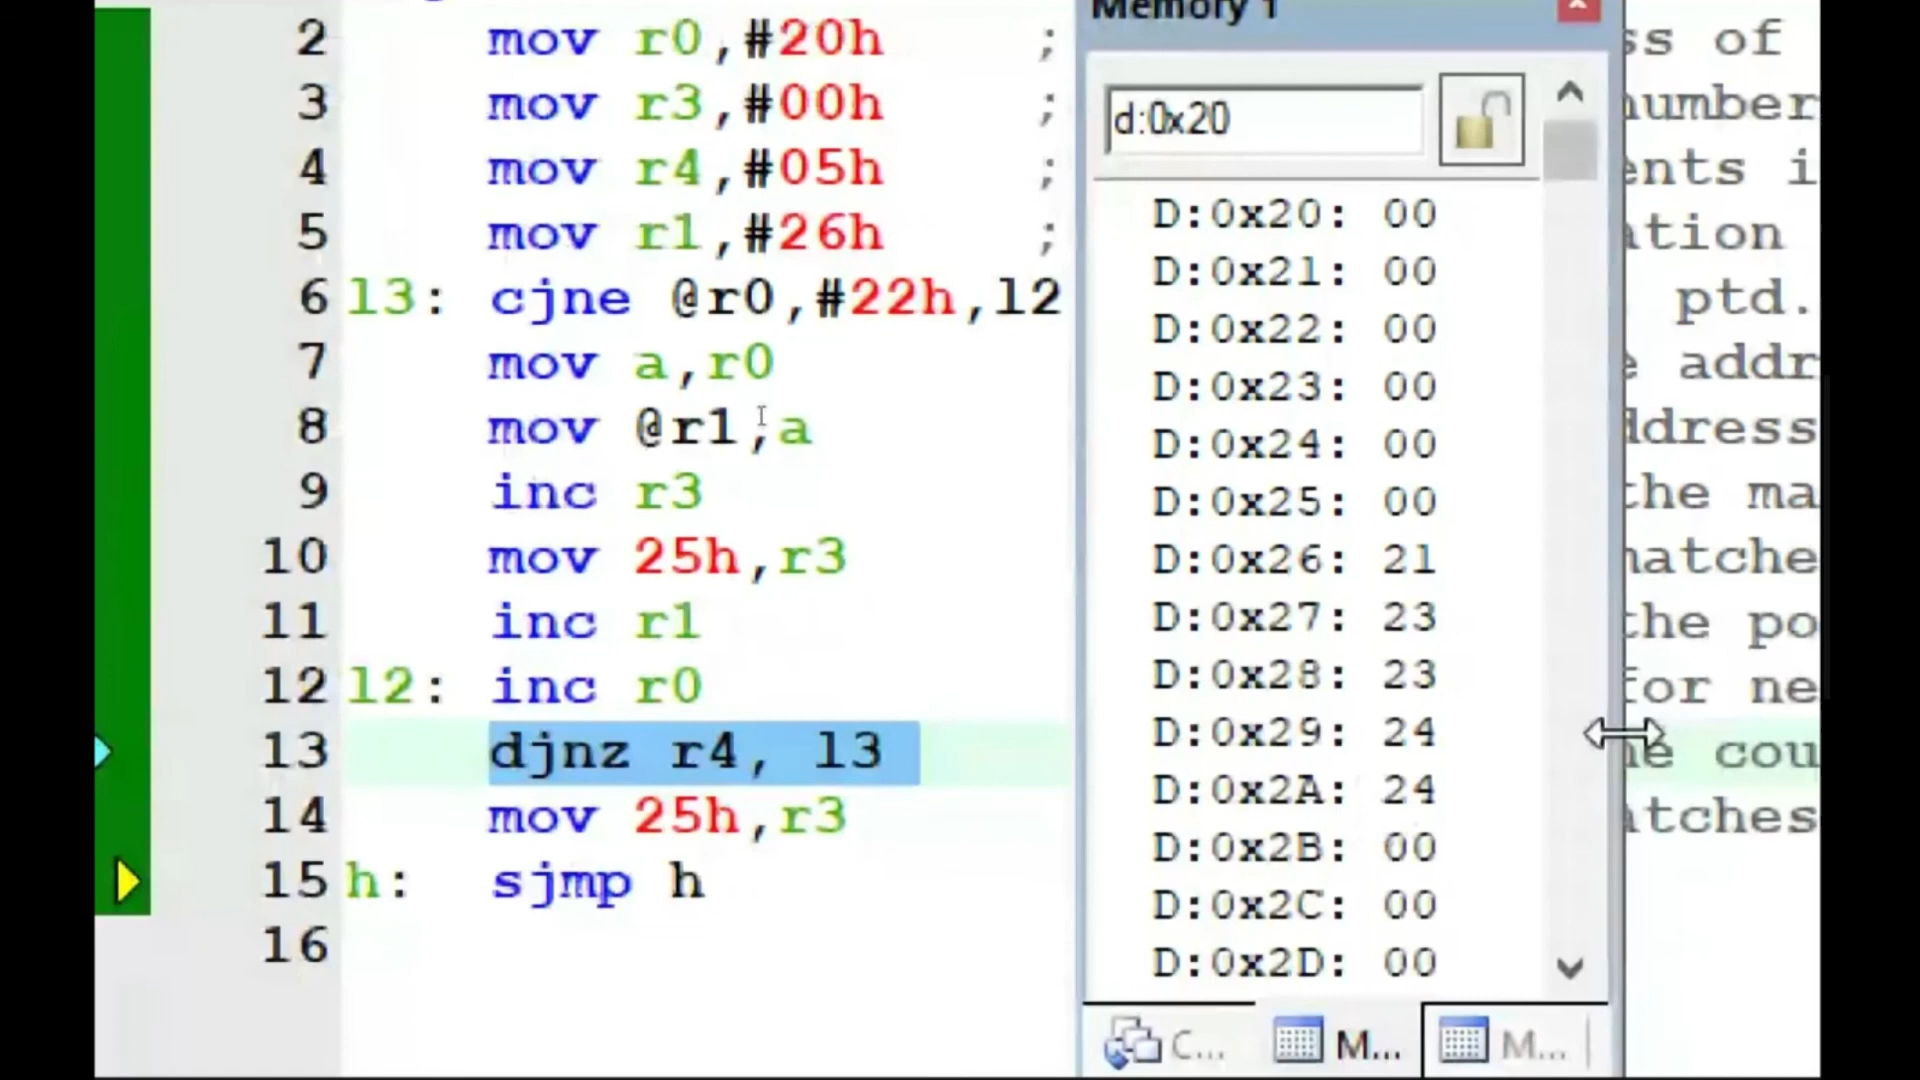 2 mov r0,#20h ; ss of
3 mov r3,#00h ; number
4 mov r4,#05h ; ents i
5 mov r1,#26h ; ation
6 l3: cjne @r0,#22h,l2 ptd.
7 mov a,r0 e addr
8 mov @r1,a ddress
9 inc r3 the ma
10 mov 25h,r3 matche
11 inc r1 the po
12 l2: inc r0 for ne
13 djnz r4, l3 he cou
14 mov 25h,r3 atches
15 h: sjmp h
16
Memory 1
d:0x20
D:0x20: 00
D:0x21: 00
D:0x22: 00
D:0x23: 00
D:0x24: 00
D:0x25: 00
D:0x26: 21
D:0x27: 23
D:0x28: 23
D:0x29: 24
D:0x2A: 24
D:0x2B: 00
D:0x2C: 00
D:0x2D: 00
C... M... M...